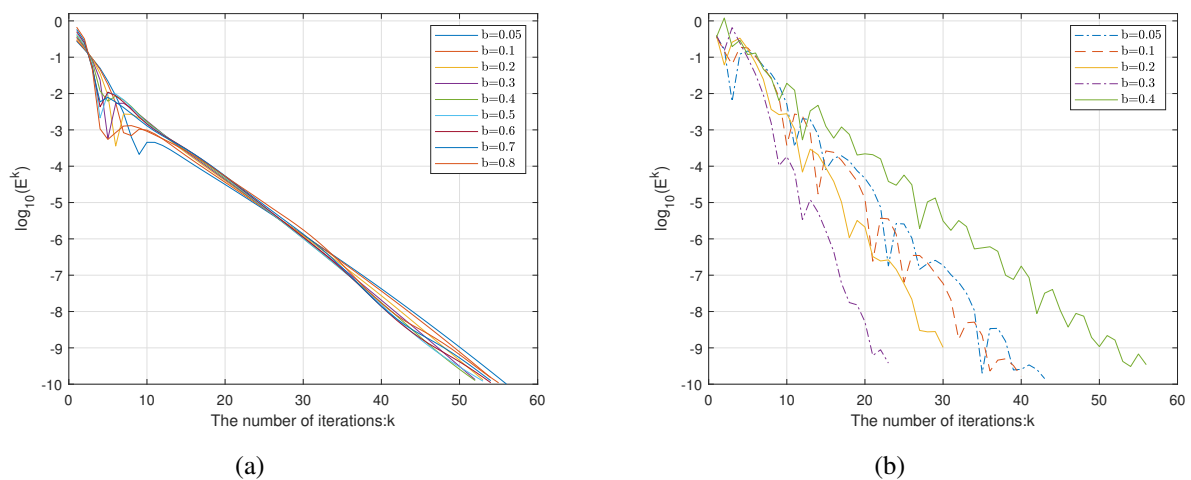 0
-1
-2
-3
-4
-5
-6
-7
-8
-9
-10
log10(E^k)
0 10 20 30 40 50 60
The number of iterations:k
b=0.05
b=0.1
b=0.2
b=0.3
b=0.4
b=0.5
b=0.6
b=0.7
b=0.8
(a)
0
-1
-2
-3
-4
-5
-6
-7
-8
-9
-10
log10(E^k)
0 10 20 30 40 50 60
The number of iterations:k
b=0.05
b=0.1
b=0.2
b=0.3
b=0.4
(b)